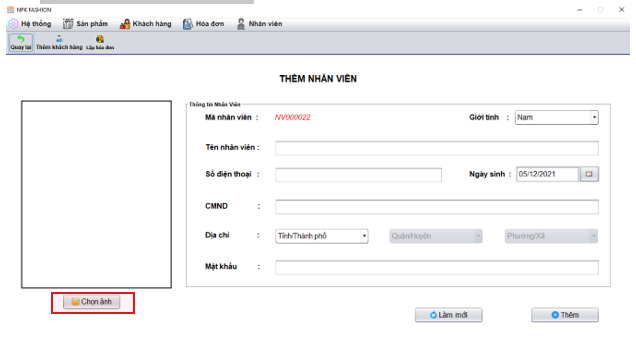 NPK FASHION
Hệ thống Sản phẩm Khách hàng Hóa đơn Nhân viên
Quay lại Thêm khách hàng Lập hóa đơn
THÊM NHÂN VIÊN
Thông tin Nhân Viên
Mã nhân viên : NV000022 Giới tính : Nam
Tên nhân viên :
Số điện thoại : Ngày sinh : 05/12/2021
CMND :
Địa chỉ : Tỉnh/Thành phố Quận/Huyện Phường/Xã
Mật khẩu :
Chọn ảnh
Làm mới Thêm